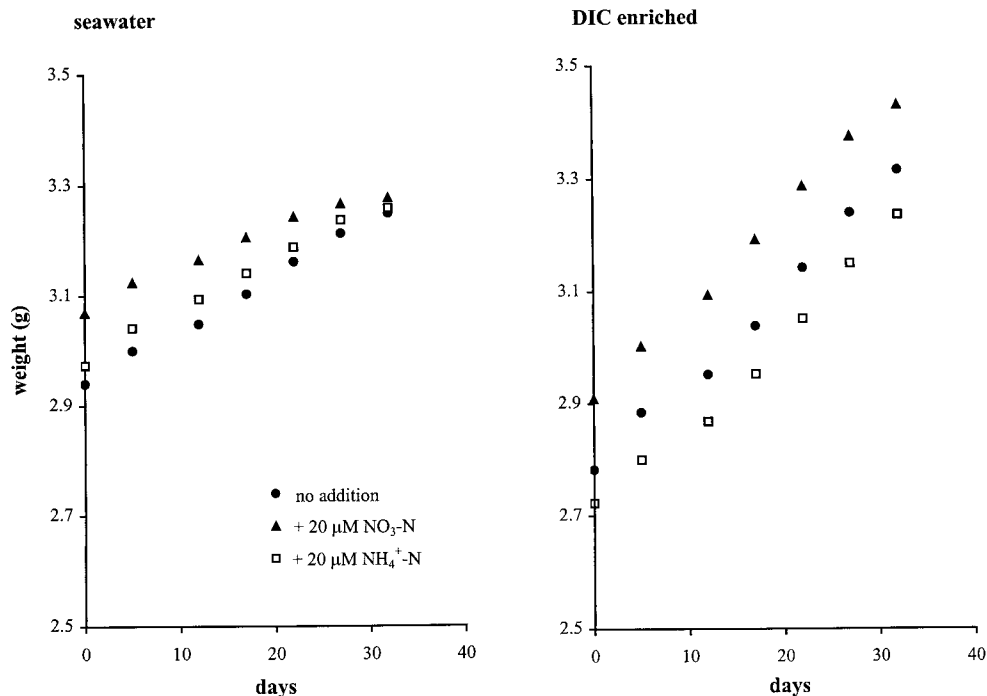 seawater
DIC enriched
weight (g)
3.5
3.3
3.1
2.9
2.7
2.5
0
10
20
30
40
days
● no addition
▲ + 20 μM NO₃-N
□ + 20 μM NH₄⁺-N
3.5
3.3
3.1
2.9
2.7
2.5
0
10
20
30
40
days